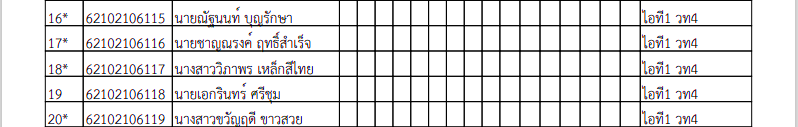 16* 62102106115 นายณัฐนนท์ บุญรักษา ไอที1 วท4
17* 62102106116 นายชาญณรงค์ ฤทธิ์สำเร็จ ไอที1 วท4
18* 62102106117 นางสาววิภาพร เหล็กสีไทย ไอที1 วท4
19 62102106118 นายเอกรินทร์ ศรีชุม ไอที1 วท4
20* 62102106119 นางสาวขวัญฤดี ขาวสวย ไอที1 วท4